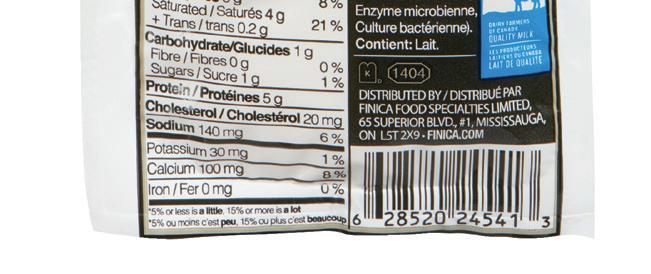 8 %
Saturated / Saturés 4 g
+ Trans / trans 0.2 g 21 %
Carbohydrate/Glucides 1 g
Fibre / Fibres 0 g 0 %
Sugars / Sucre 1 g 1 %
Protein / Protéines 5 g
Cholesterol / Cholestérol 20 mg
Sodium 140 mg 6 %
Potassium 30 mg 1 %
Calcium 100 mg 8 %
Iron / Fer 0 mg 0 %
*5% or less is a little, 15% or more is a lot
*5% ou moins c'est peu, 15% ou plus c'est beaucoup
Enzyme microbienne,
Culture bactérienne).
Contient: Lait.
K D 1404
DISTRIBUTED BY / DISTRIBUÉ PAR
FINICA FOOD SPECIALTIES LIMITED,
65 SUPERIOR BLVD., #1, MISSISSAUGA,
ON L5T 2X9 • FINICA.COM
6 28520 24541 3
DAIRY FARMERS
OF CANADA
QUALITY MILK
LES PRODUCTEURS
LAITIERS DU CANADA
LAIT DE QUALITÉ